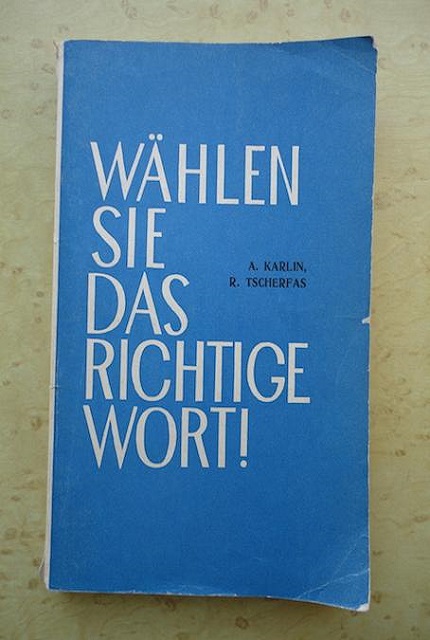 WÄHLEN
SIE
DAS
RICHTIGE
WORT!
A. KARLIN,
R. TSCHERFAS